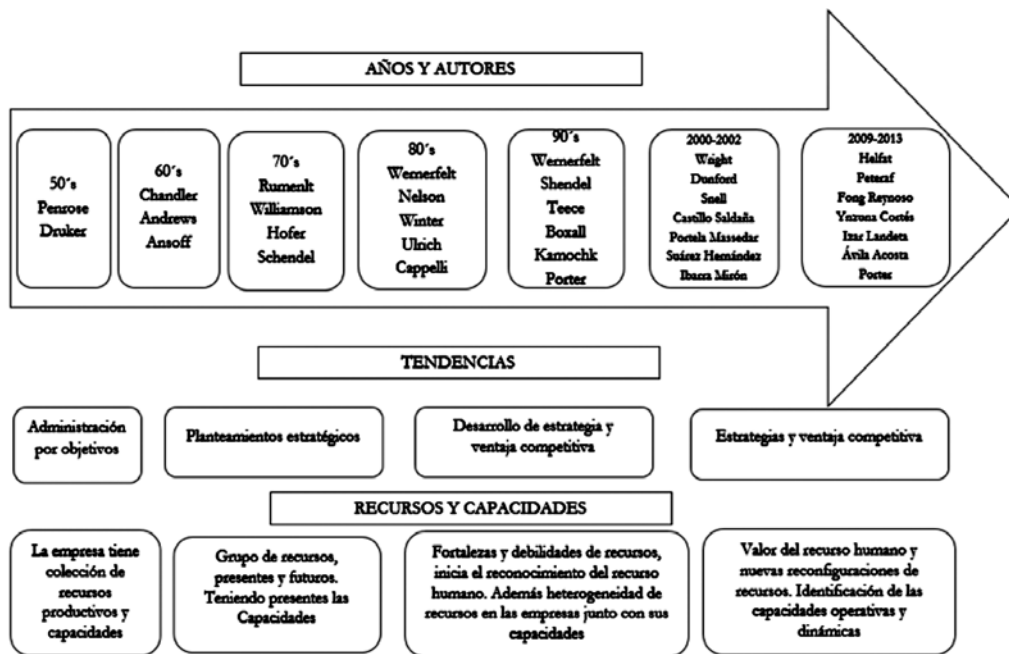 AÑOS Y AUTORES
50´s
Penrose
Druker
60´s
Chandler
Andrews
Ansoff
70´s
Rumenlt
Williamson
Hofer
Schendel
80´s
Wernerfelt
Nelson
Winter
Ulrich
Cappelli
90´s
Wernerfelt
Shendel
Teece
Boxall
Kamochk
Porter
2000-2002
Wright
Dunford
Snell
Castillo Saldaña
Portela Massedar
Suárez Hernández
Ibarra Mirón
2009-2013
Helfat
Peteraf
Fong Reynoso
Ynzuna Cortés
Izar Landeta
Ávila Acosta
Porter
TENDENCIAS
Administración
por objetivos
Planteamientos estratégicos
Desarrollo de estrategia y
ventaja competitiva
Estrategias y ventaja competitiva
RECURSOS Y CAPACIDADES
La empresa tiene
colección de
recursos
productivos y
capacidades
Grupo de recursos,
presentes y futuros.
Teniendo presentes las
Capacidades
Fortalezas y debilidades de recursos,
inicia el reconocimiento del recurso
humano. Además heterogeneidad de
recursos en las empresas junto con sus
capacidades
Valor del recurso humano y
nuevas reconfiguraciones de
recursos. Identificación de las
capacidades operativas y
dinámicas